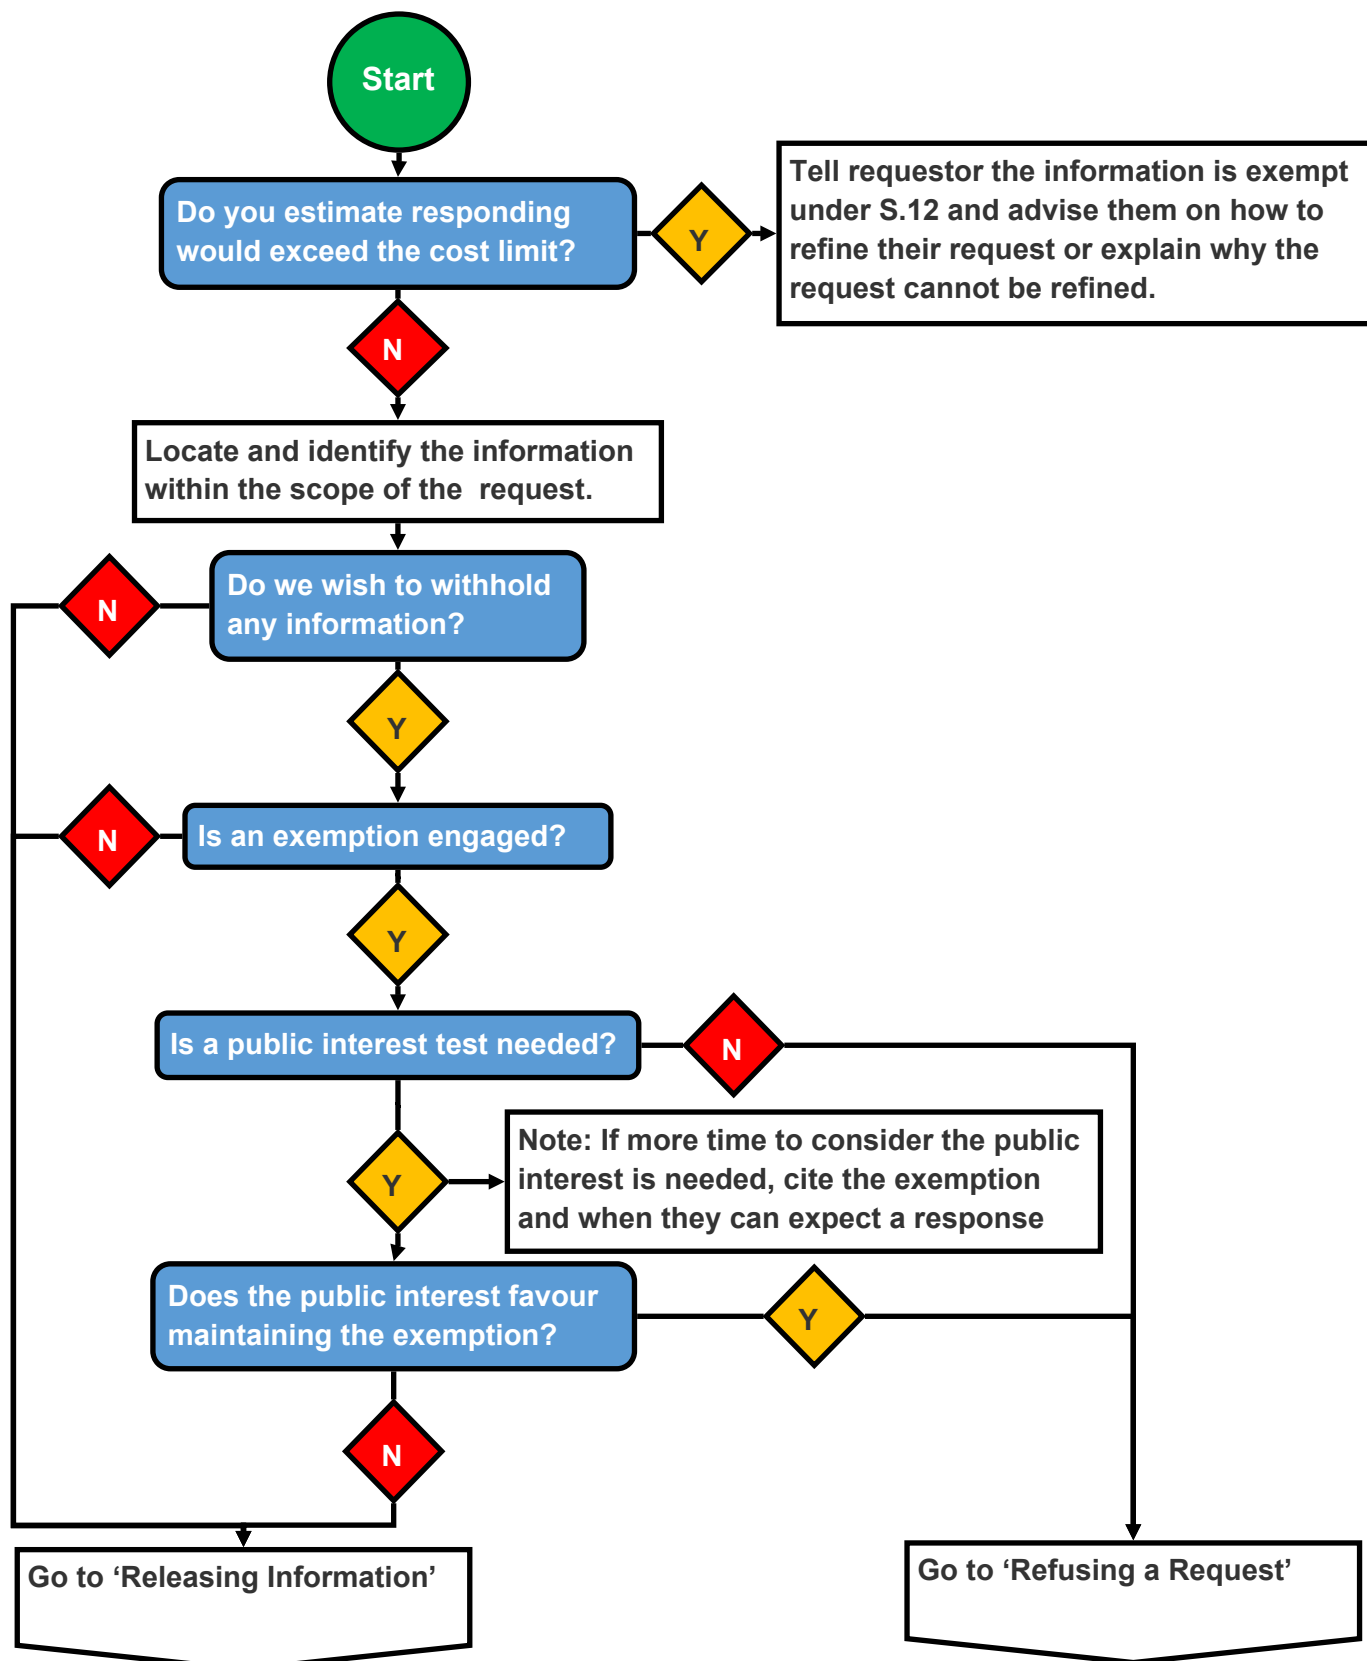 Start
Do you estimate responding
would exceed the cost limit?
Y
Tell requestor the information is exempt
under S.12 and advise them on how to
refine their request or explain why the
request cannot be refined.
N
Locate and identify the information
within the scope of the  request.
Do we wish to withhold
any information?
N
Y
Is an exemption engaged?
N
Y
Is a public interest test needed?
N
Y
Note: If more time to consider the public
interest is needed, cite the exemption
and when they can expect a response
Does the public interest favour
maintaining the exemption?
Y
N
Go to ‘Releasing Information’
Go to ‘Refusing a Request’